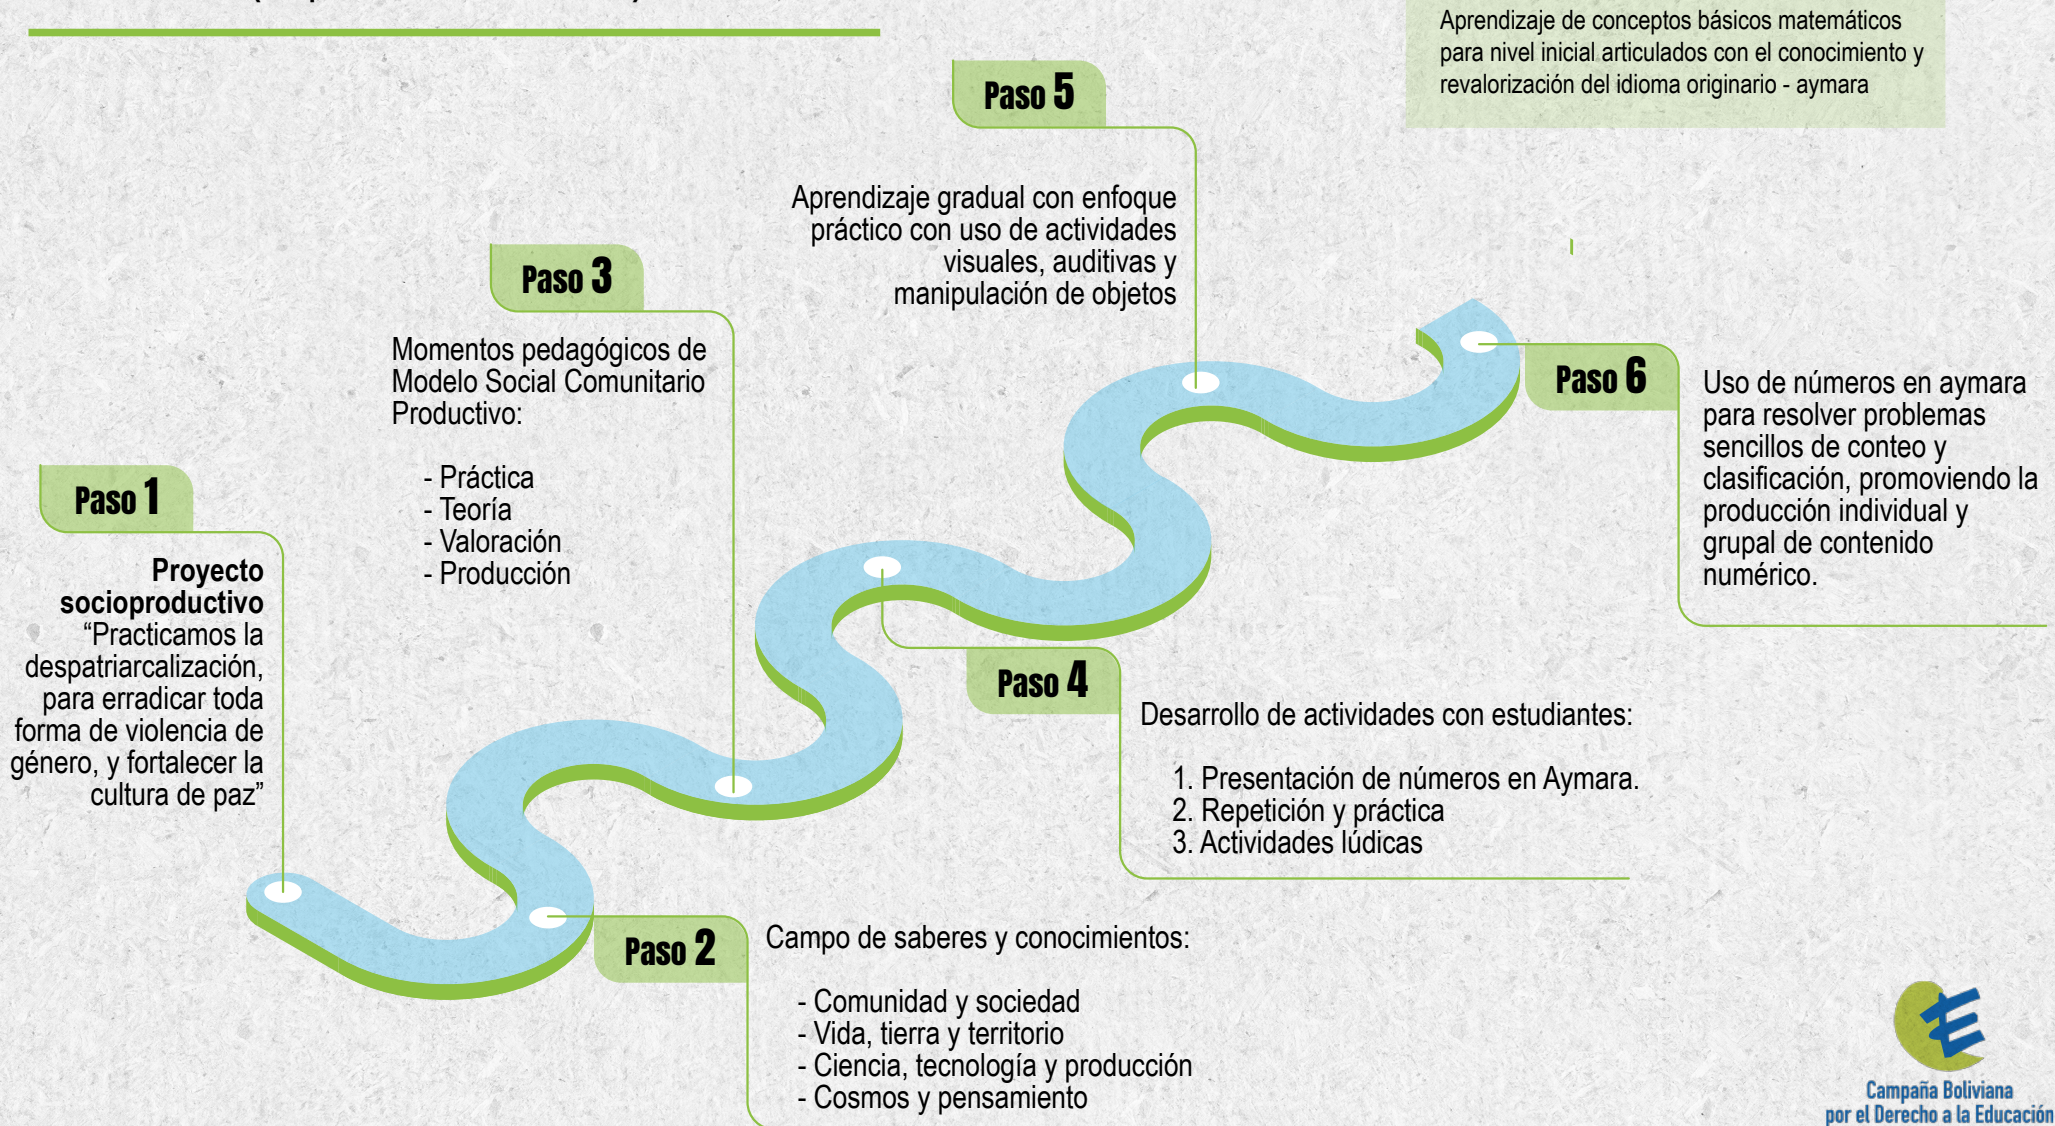 Aprendizaje de conceptos básicos matemáticos
para nivel inicial articulados con el conocimiento y
revalorización del idioma originario - aymara
Paso 1
Proyecto
socioproductivo
“Practicamos la
despatriarcalización,
para erradicar toda
forma de violencia de
género, y fortalecer la
cultura de paz”
Paso 2
Campo de saberes y conocimientos:
- Comunidad y sociedad
- Vida, tierra y territorio
- Ciencia, tecnología y producción
- Cosmos y pensamiento
Paso 3
Momentos pedagógicos de
Modelo Social Comunitario
Productivo:
- Práctica
- Teoría
- Valoración
- Producción
Paso 4
Desarrollo de actividades con estudiantes:
1. Presentación de números en Aymara.
2. Repetición y práctica
3. Actividades lúdicas
Paso 5
Aprendizaje gradual con enfoque
práctico con uso de actividades
visuales, auditivas y
manipulación de objetos
Paso 6
Uso de números en aymara
para resolver problemas
sencillos de conteo y
clasificación, promoviendo la
producción individual y
grupal de contenido
numérico.
Campaña Boliviana
por el Derecho a la Educación